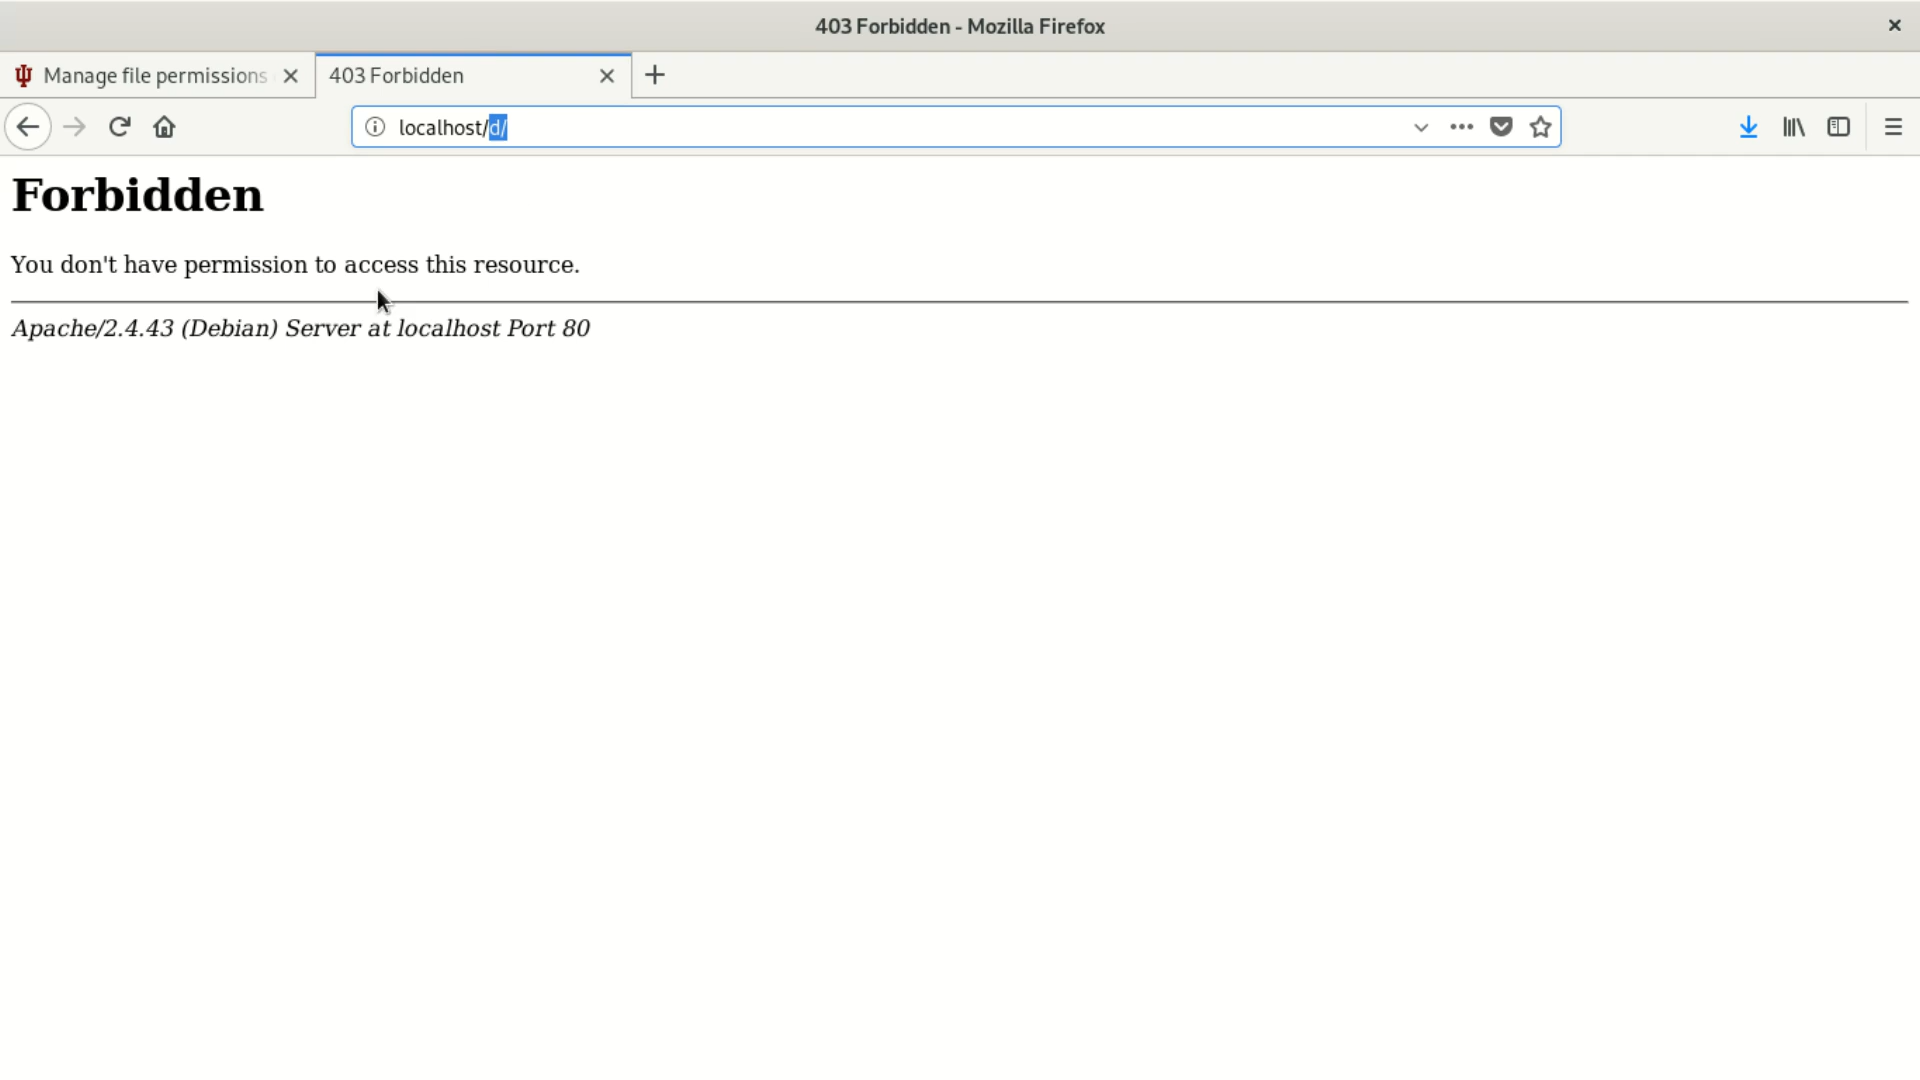 403 Forbidden - Mozilla Firefox
Manage file permissions
403 Forbidden
localhost/d/
Forbidden
You don't have permission to access this resource.
Apache/2.4.43 (Debian) Server at localhost Port 80